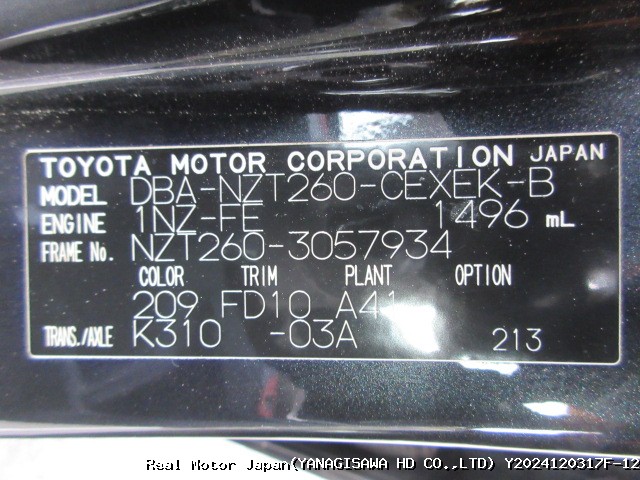 TOYOTA MOTOR CORPORATION JAPAN
MODEL DBA-NZT260-CEXEK-B
ENGINE 1NZ-FE 1496 mL
FRAME No. NZT260-3057934
COLOR TRIM PLANT OPTION
209 FD10 A41
TRANS./AXLE K310 -03A 213
Real Motor Japan(YANAGISAWA HD CO.,LTD) Y2024120317F-12